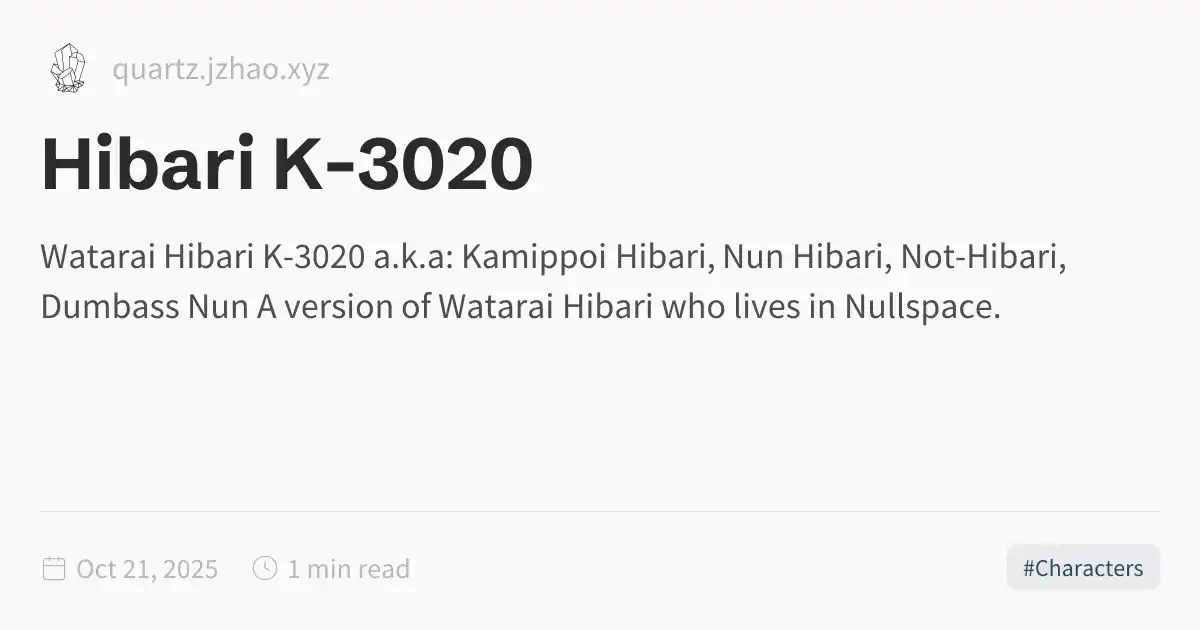 quartz.jzhao.xyz
Hibari K-3020
Watarai Hibari K-3020 a.k.a: Kamippoi Hibari, Nun Hibari, Not-Hibari,
Dumbass Nun A version of Watarai Hibari who lives in Nullspace.
Oct 21, 2025 1 min read #Characters